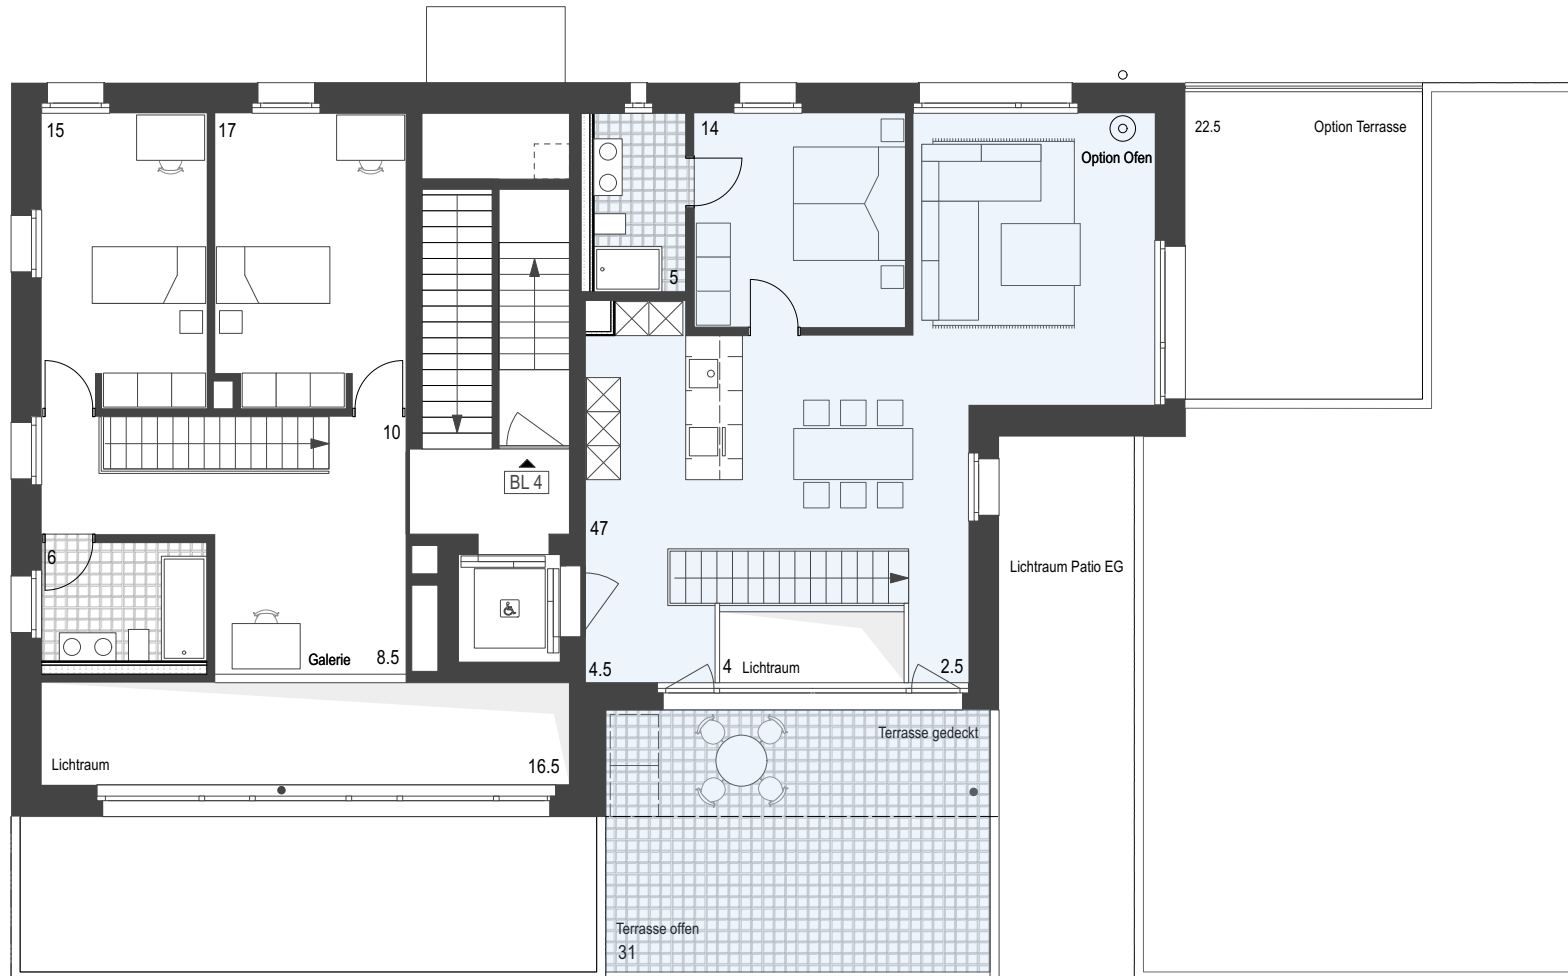 15
17
14
22.5
Option Terrasse
Option Ofen
5
10
BL 4
47
6
Lichtraum Patio EG
Galerie
8.5
4.5
4
Lichtraum
2.5
Terrasse gedeckt
Lichtraum
16.5
Terrasse offen
31